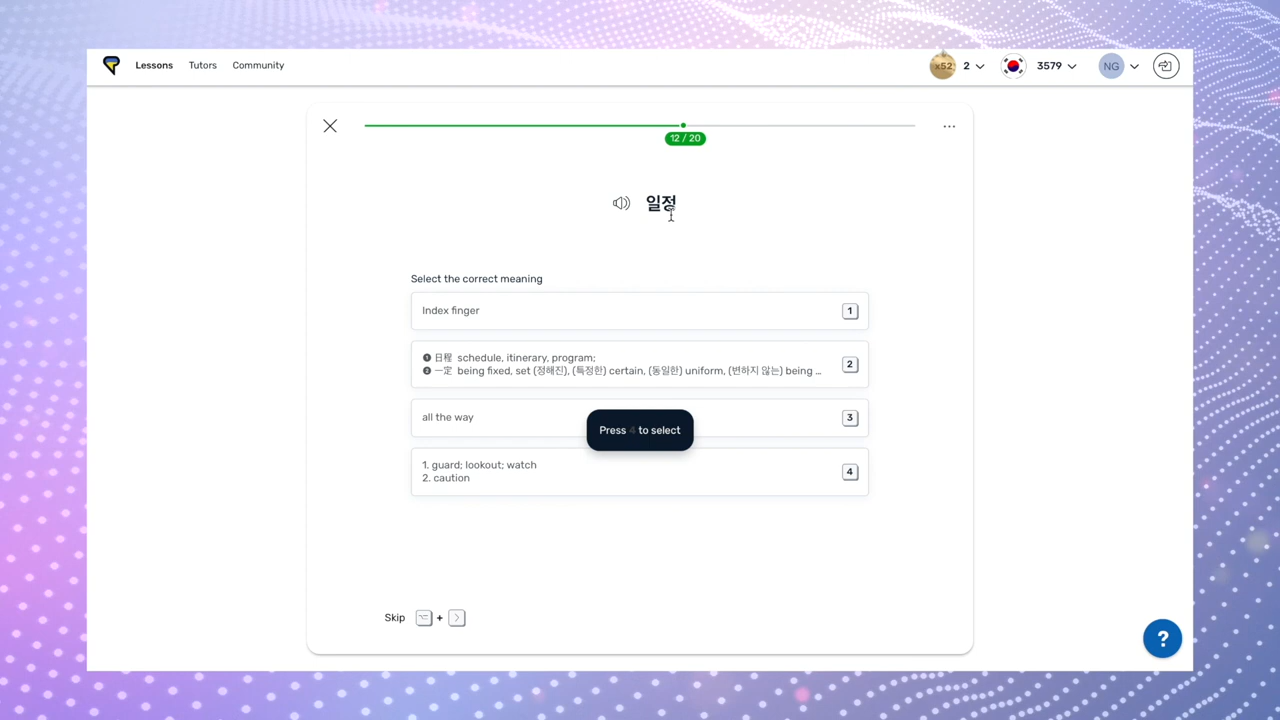 Lessons Tutors Community x52 2 3579 NG
12 / 20
일정
Select the correct meaning
Index finger 1
❶ 日程 schedule, itinerary, program;
❷ 一定 being fixed, set (정해진), (특정한) certain, (동일한) uniform, (변하지 않는) being ... 2
all the way 3
Press 4 to select
1. guard; lookout; watch
2. caution 4
Skip ⌥ + >
?